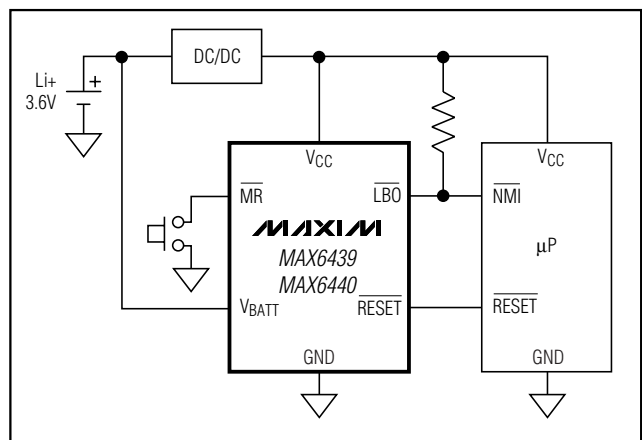 DC/DC
Li+
3.6V
+
VCC
VCC
MR
LBO
NMI
MAXIM
µP
MAX6439
MAX6440
VBATT
RESET
RESET
GND
GND